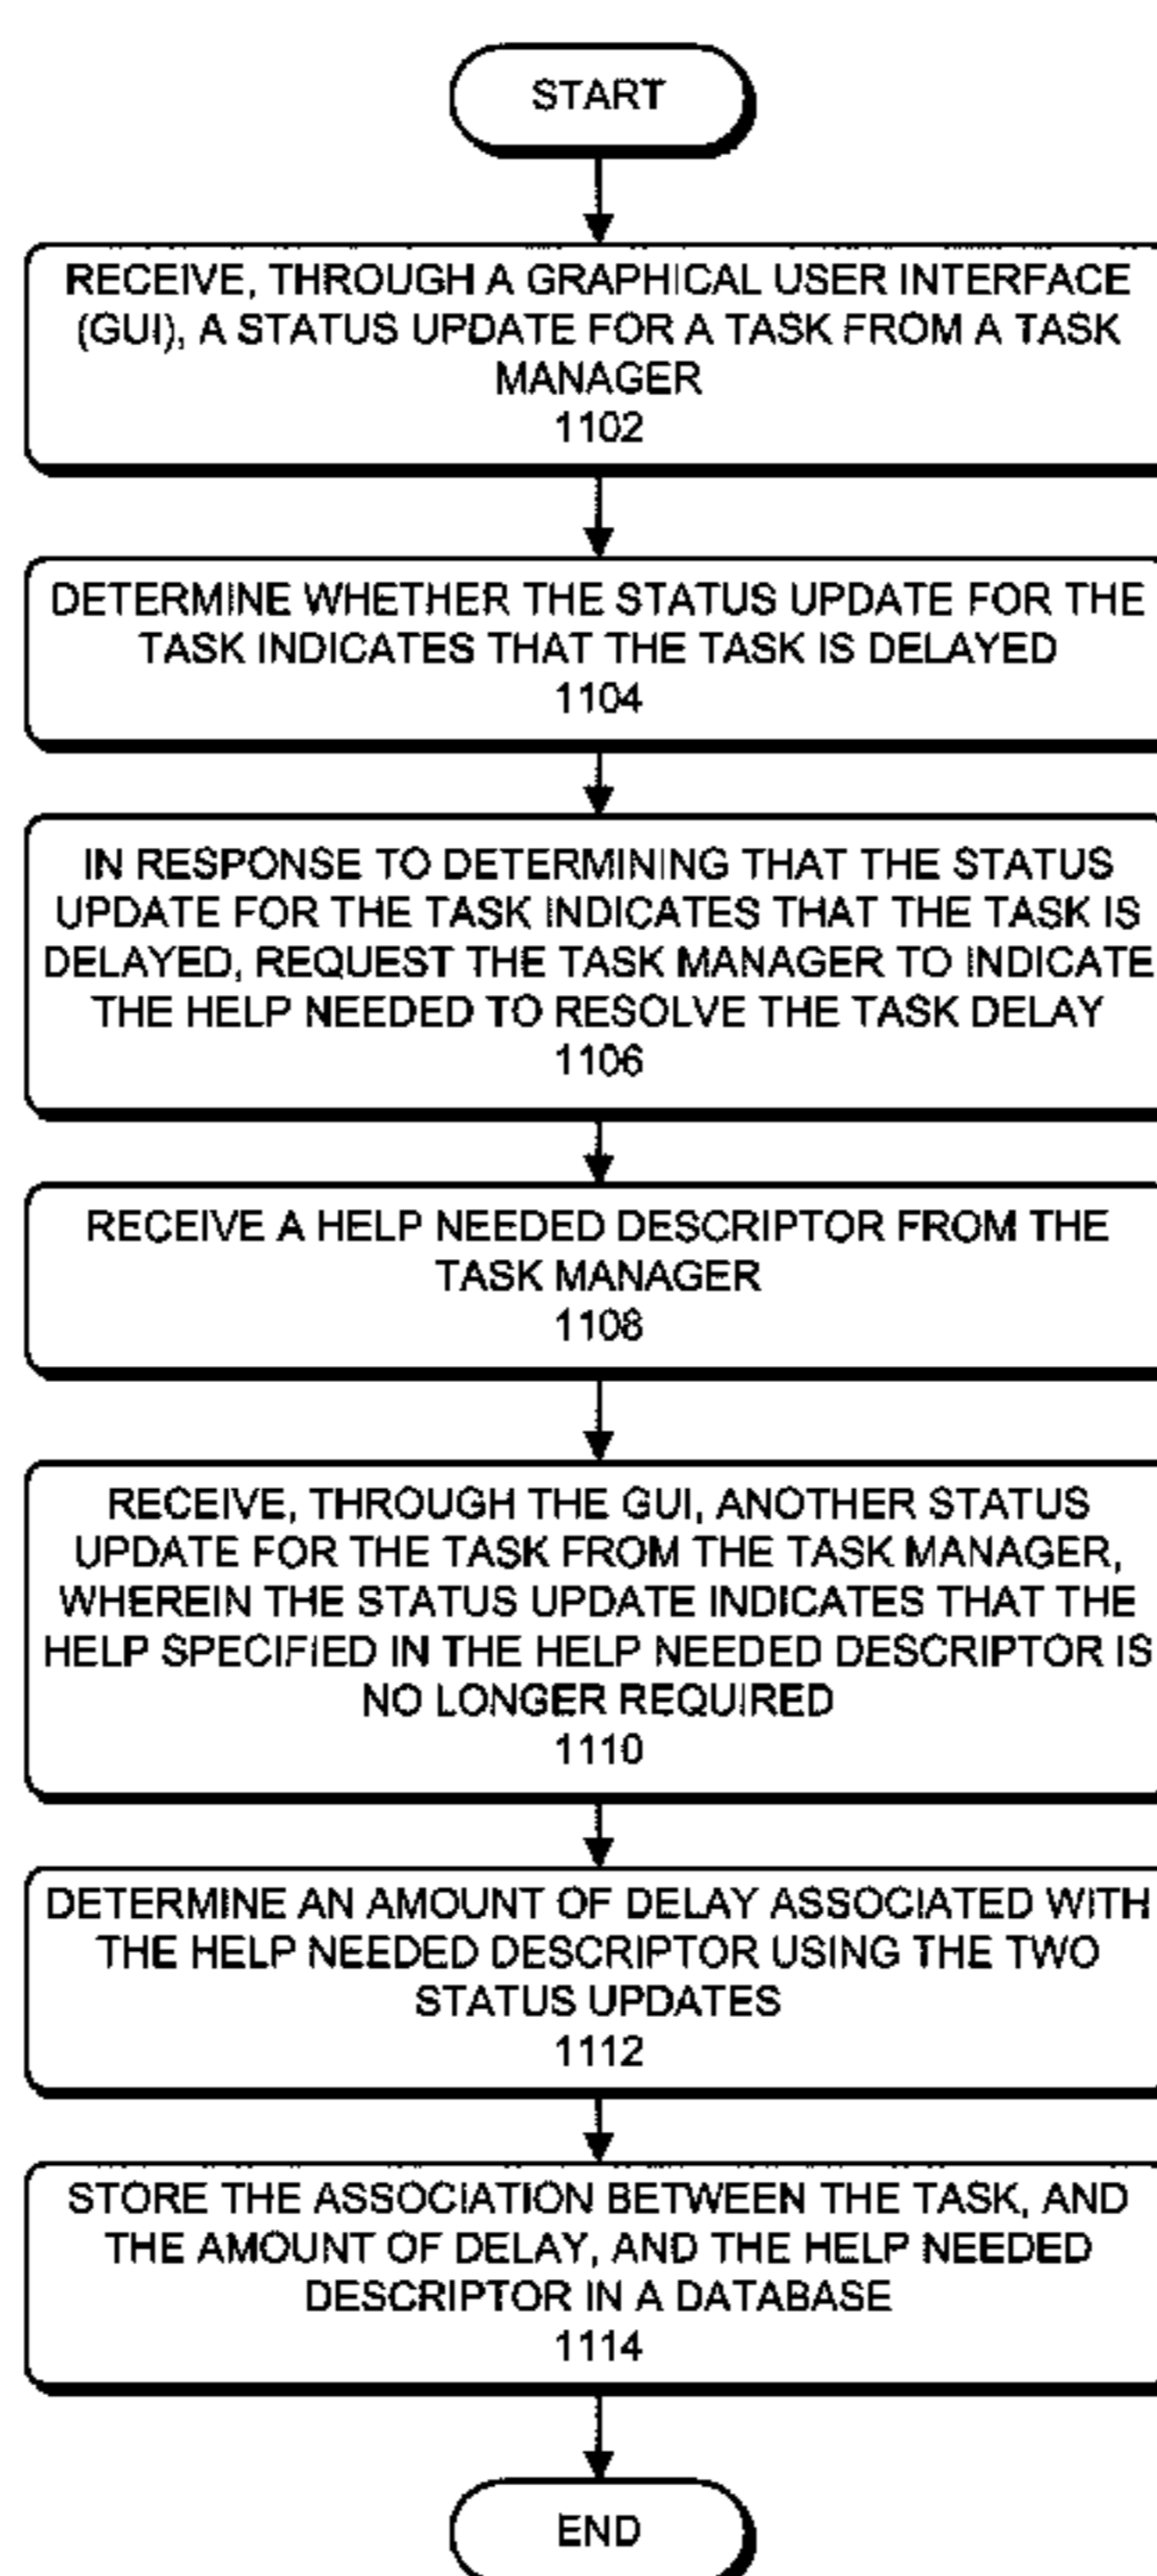 START
RECEIVE, THROUGH A GRAPHICAL USER INTERFACE
(GUI), A STATUS UPDATE FOR A TASK FROM A TASK
MANAGER
1102
DETERMINE WHETHER THE STATUS UPDATE FOR THE
TASK INDICATES THAT THE TASK IS DELAYED
1104
IN RESPONSE TO DETERMINING THAT THE STATUS
UPDATE FOR THE TASK INDICATES THAT THE TASK IS
DELAYED, REQUEST THE TASK MANAGER TO INDICATE
THE HELP NEEDED TO RESOLVE THE TASK DELAY
1106
RECEIVE A HELP NEEDED DESCRIPTOR FROM THE
TASK MANAGER
1108
RECEIVE, THROUGH THE GUI, ANOTHER STATUS
UPDATE FOR THE TASK FROM THE TASK MANAGER,
WHEREIN THE STATUS UPDATE INDICATES THAT THE
HELP SPECIFIED IN THE HELP NEEDED DESCRIPTOR IS
NO LONGER REQUIRED
1110
DETERMINE AN AMOUNT OF DELAY ASSOCIATED WITH
THE HELP NEEDED DESCRIPTOR USING THE TWO
STATUS UPDATES
1112
STORE THE ASSOCIATION BETWEEN THE TASK, AND
THE AMOUNT OF DELAY, AND THE HELP NEEDED
DESCRIPTOR IN A DATABASE
1114
END